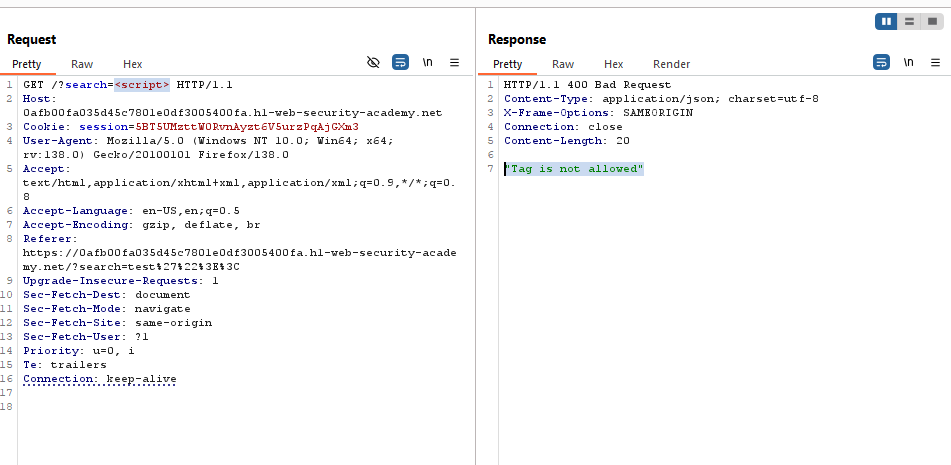 Request
Pretty Raw Hex \n
1 GET /?search=<script> HTTP/1.1
2 Host:
0afb00fa035d45c7801e0df3005400fa.h1-web-security-academy.net
3 Cookie: session=5BT5UMzttW0RvnAyzt6V5urzPqAjGXm3
4 User-Agent: Mozilla/5.0 (Windows NT 10.0; Win64; x64;
rv:138.0) Gecko/20100101 Firefox/138.0
5 Accept:
text/html,application/xhtml+xml,application/xml;q=0.9,*/*;q=0.
8
6 Accept-Language: en-US,en;q=0.5
7 Accept-Encoding: gzip, deflate, br
8 Referer:
https://0afb00fa035d45c7801e0df3005400fa.h1-web-security-acade
my.net/?search=test%27%22%3E%3C
9 Upgrade-Insecure-Requests: 1
10 Sec-Fetch-Dest: document
11 Sec-Fetch-Mode: navigate
12 Sec-Fetch-Site: same-origin
13 Sec-Fetch-User: ?1
14 Priority: u=0, i
15 Te: trailers
16 Connection: keep-alive
17
18
Response
Pretty Raw Hex Render \n
1 HTTP/1.1 400 Bad Request
2 Content-Type: application/json; charset=utf-8
3 X-Frame-Options: SAMEORIGIN
4 Connection: close
5 Content-Length: 20
6
7 "Tag is not allowed"